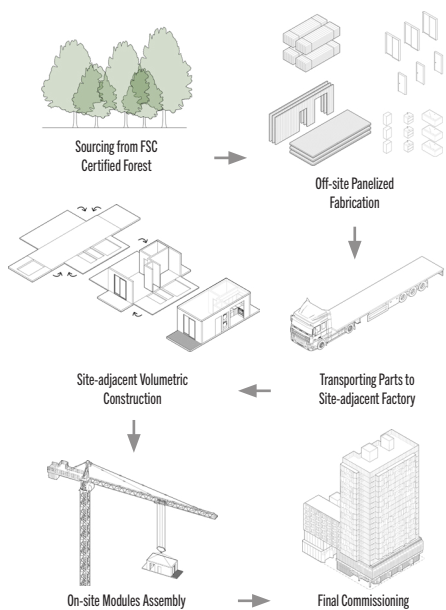 Sourcing from FSC
Certified Forest
Off-site Panelized
Fabrication
Transporting Parts to
Site-adjacent Factory
Site-adjacent Volumetric
Construction
On-site Modules Assembly
Final Commissioning